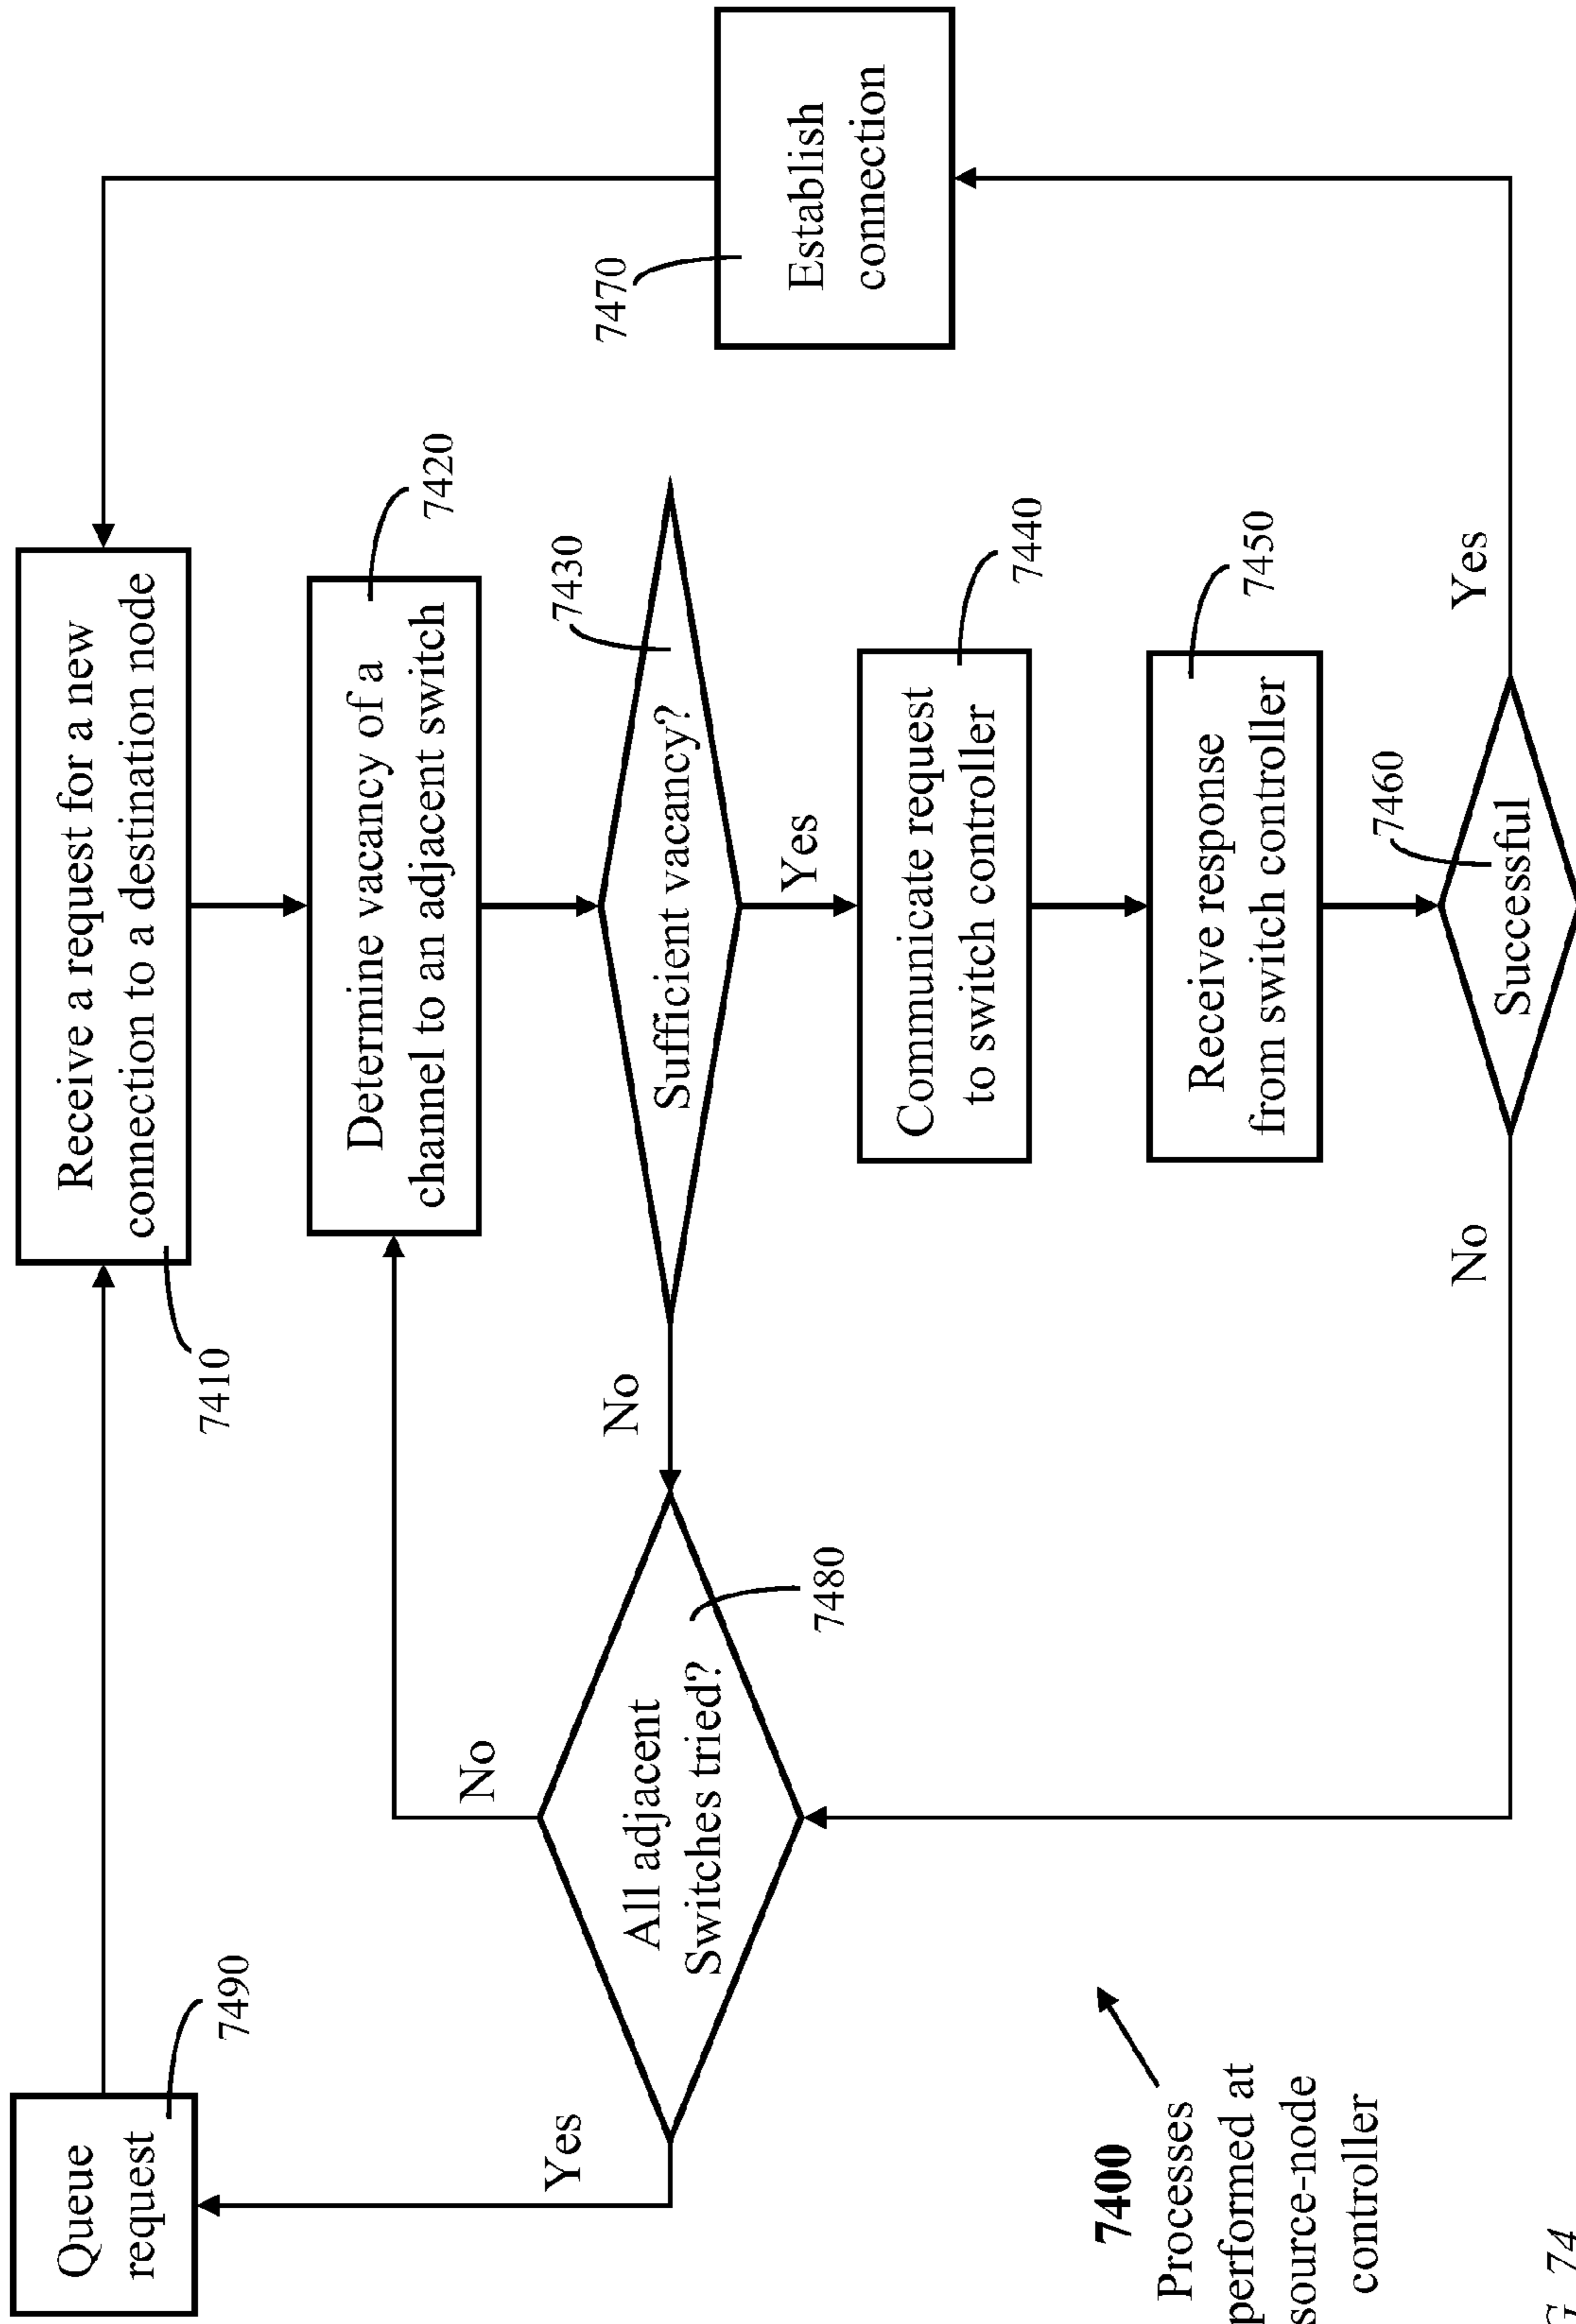 Queue
request
7490
Receive a request for a new
connection to a destination node
7410
Determine vacancy of a
channel to an adjacent switch
7420
No
Sufficient vacancy?
7430
No
All adjacent
Switches tried?
7480
Yes
Yes
Communicate request
to switch controller
7440
Receive response
from switch controller
7450
Successful
7460
No
Yes
Establish
connection
7470
7400
Processes
performed at
source-node
controller
G. 74